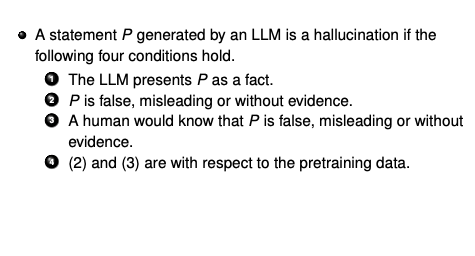 A statement P generated by an LLM is a hallucination if the
following four conditions hold.
1 The LLM presents P as a fact.
2 P is false, misleading or without evidence.
3 A human would know that P is false, misleading or without
evidence.
4 (2) and (3) are with respect to the pretraining data.